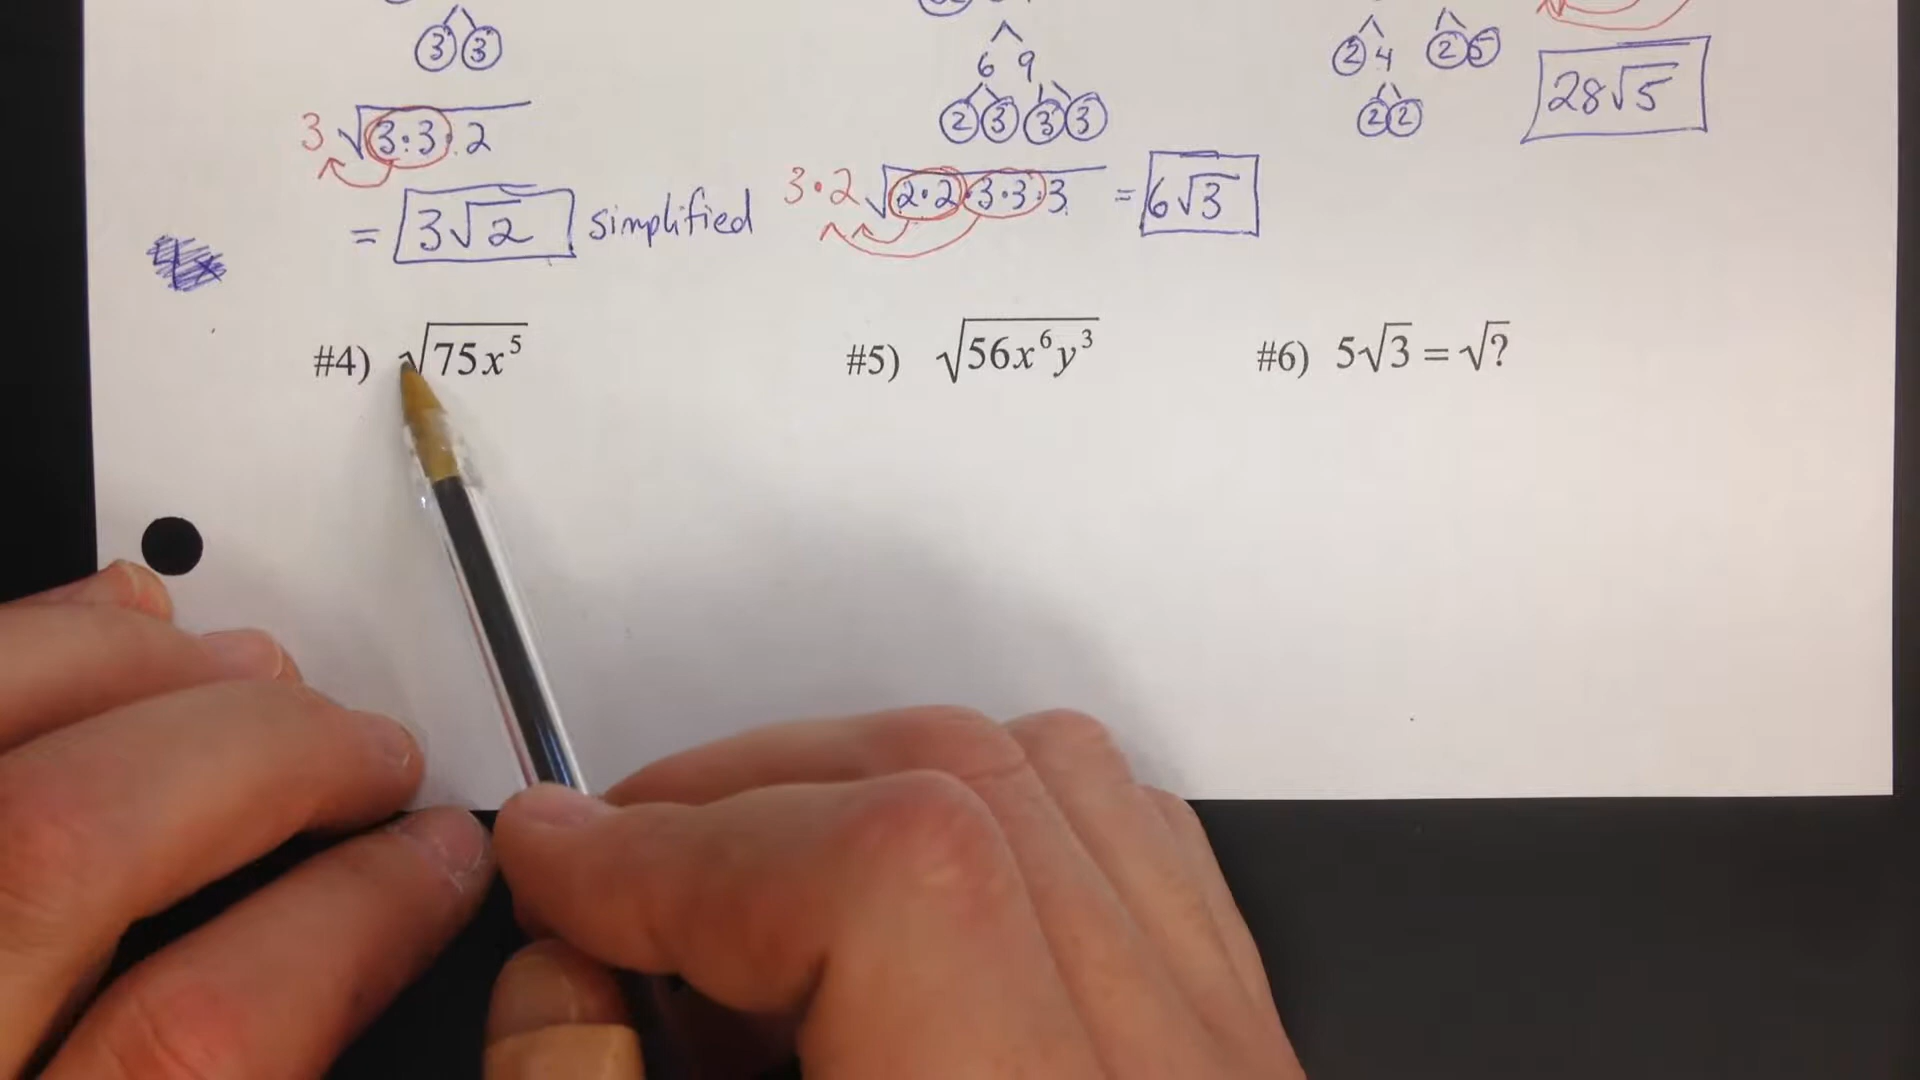 3 3
6 9
2 4 2 5
2 3 3 3
2 2
28√5
3 √3·3·2
= 3√2 simplified
3·2 √2·2·3·3·3 = 6√3
#4) √75x⁵
#5) √56x⁶y³
#6) 5√3 = √?